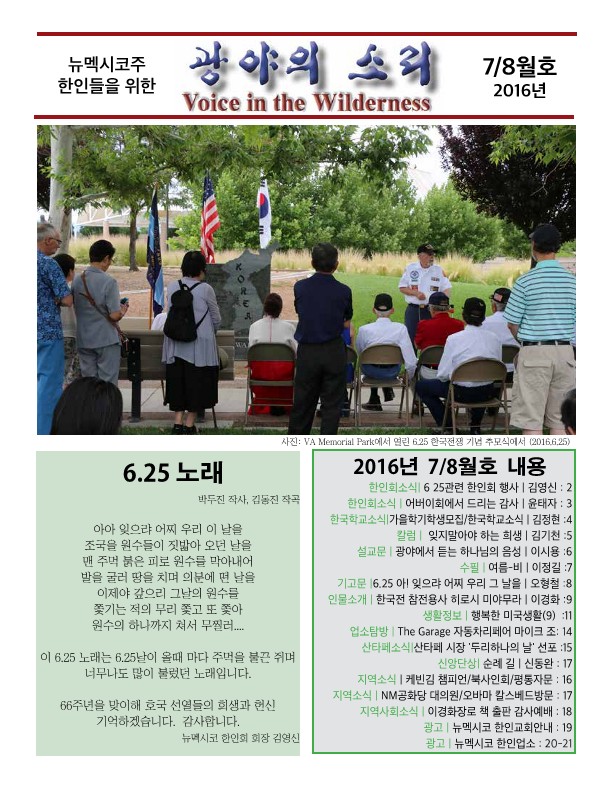 뉴멕시코주
한인들을 위한
광야의 소리
Voice in the Wilderness
7/8월호
2016년
KOREA
WAR
사진: VA Memorial Park에서 열린 6.25 한국전쟁 기념 추모식에서 (2016.6.25)
6.25 노래
박두진 작사, 김동진 작곡
아아 잊으랴 어찌 우리 이 날을
조국을 원수들이 짓밟아 오던 날을
맨 주먹 붉은 피로 원수를 막아내어
발을 굴러 땅을 치며 의분에 떤 날을
이제야 갚으리 그날의 원수를
쫓기는 적의 무리 쫓고 또 쫓아
원수의 하나까지 쳐서 무찔러....
이 6.25 노래는 6.25날이 올때 마다 주먹을 불끈 쥐며
너무나도 많이 불렀던 노래입니다.
66주년을 맞이해 호국 선열들의 희생과 헌신
기억하겠습니다. 감사합니다.
뉴멕시코 한인회 회장 김영신
2016년 7/8월호 내용
한인회소식| 6 25관련 한인회 행사 | 김영신 : 2
한인회소식 | 어버이회에서 드리는 감사 | 윤태자 : 3
한국학교소식|가을학기학생모집/한국학교소식 | 김정현 :4
칼럼 | 잊지말아야 하는 희생 | 김기천 :5
설교문 | 광야에서 듣는 하나님의 음성 | 이시용 : 6
수필 | 여름-비 | 이정길 :7
기고문 |6.25 아! 잊으랴 어찌 우리 그 날을 | 오형철 : 8
인물소개 | 한국전 참전용사 히로시 미야무라 | 이경화 :9
생활정보 | 행복한 미국생활(9) :11
업소탐방 | The Garage 자동차리페어 마이크 조: 14
산타페소식|산타페 시장 '두리하나의 날' 선포 :15
신앙단상| 순례 길 | 신동완 : 17
지역소식 | 케빈김 챔피언/북사인회/평통자문 : 16
지역소식 | NM공화당 대의원/오바마 칼스베드방문 : 17
지역사회소식 | 이경화장로 책 출판 감사예배 : 18
광고 | 뉴멕시코 한인교회안내 : 19
광고 | 뉴멕시코 한인업소 : 20-21